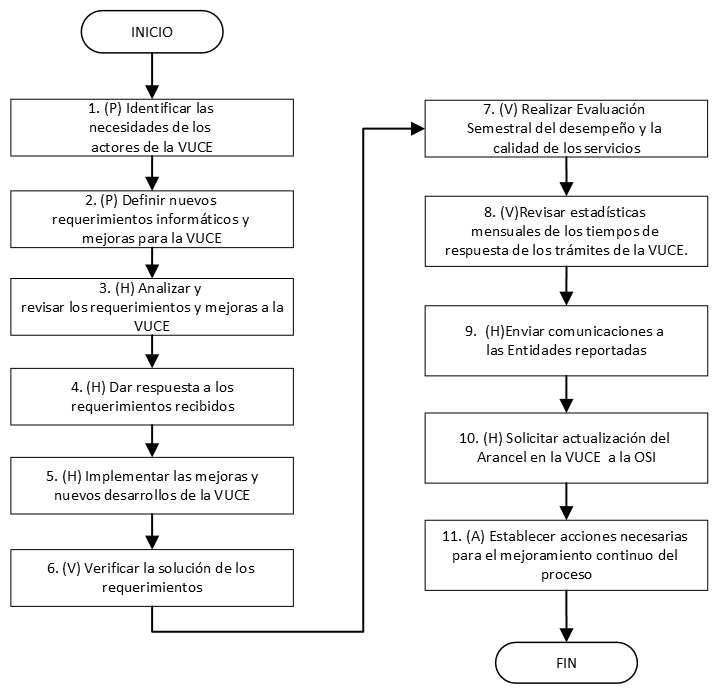 INICIO
1. (P) Identificar las
necesidades de los
actores de la VUCE
2. (P) Definir nuevos
requerimientos informáticos y
mejoras para la VUCE
3. (H) Analizar y
revisar los requerimientos y mejoras a la
VUCE
4. (H) Dar respuesta a los
requerimientos recibidos
5. (H) Implementar las mejoras y
nuevos desarrollos de la VUCE
6. (V) Verificar la solución de los
requerimientos
7. (V) Realizar Evaluación
Semestral del desempeño y la
calidad de los servicios
8. (V)Revisar estadísticas
mensuales de los tiempos de
respuesta de los trámites de la VUCE.
9. (H)Enviar comunicaciones a
las Entidades reportadas
10. (H) Solicitar actualización del
Arancel en la VUCE a la OSI
11. (A) Establecer acciones necesarias
para el mejoramiento continuo del
proceso
FIN